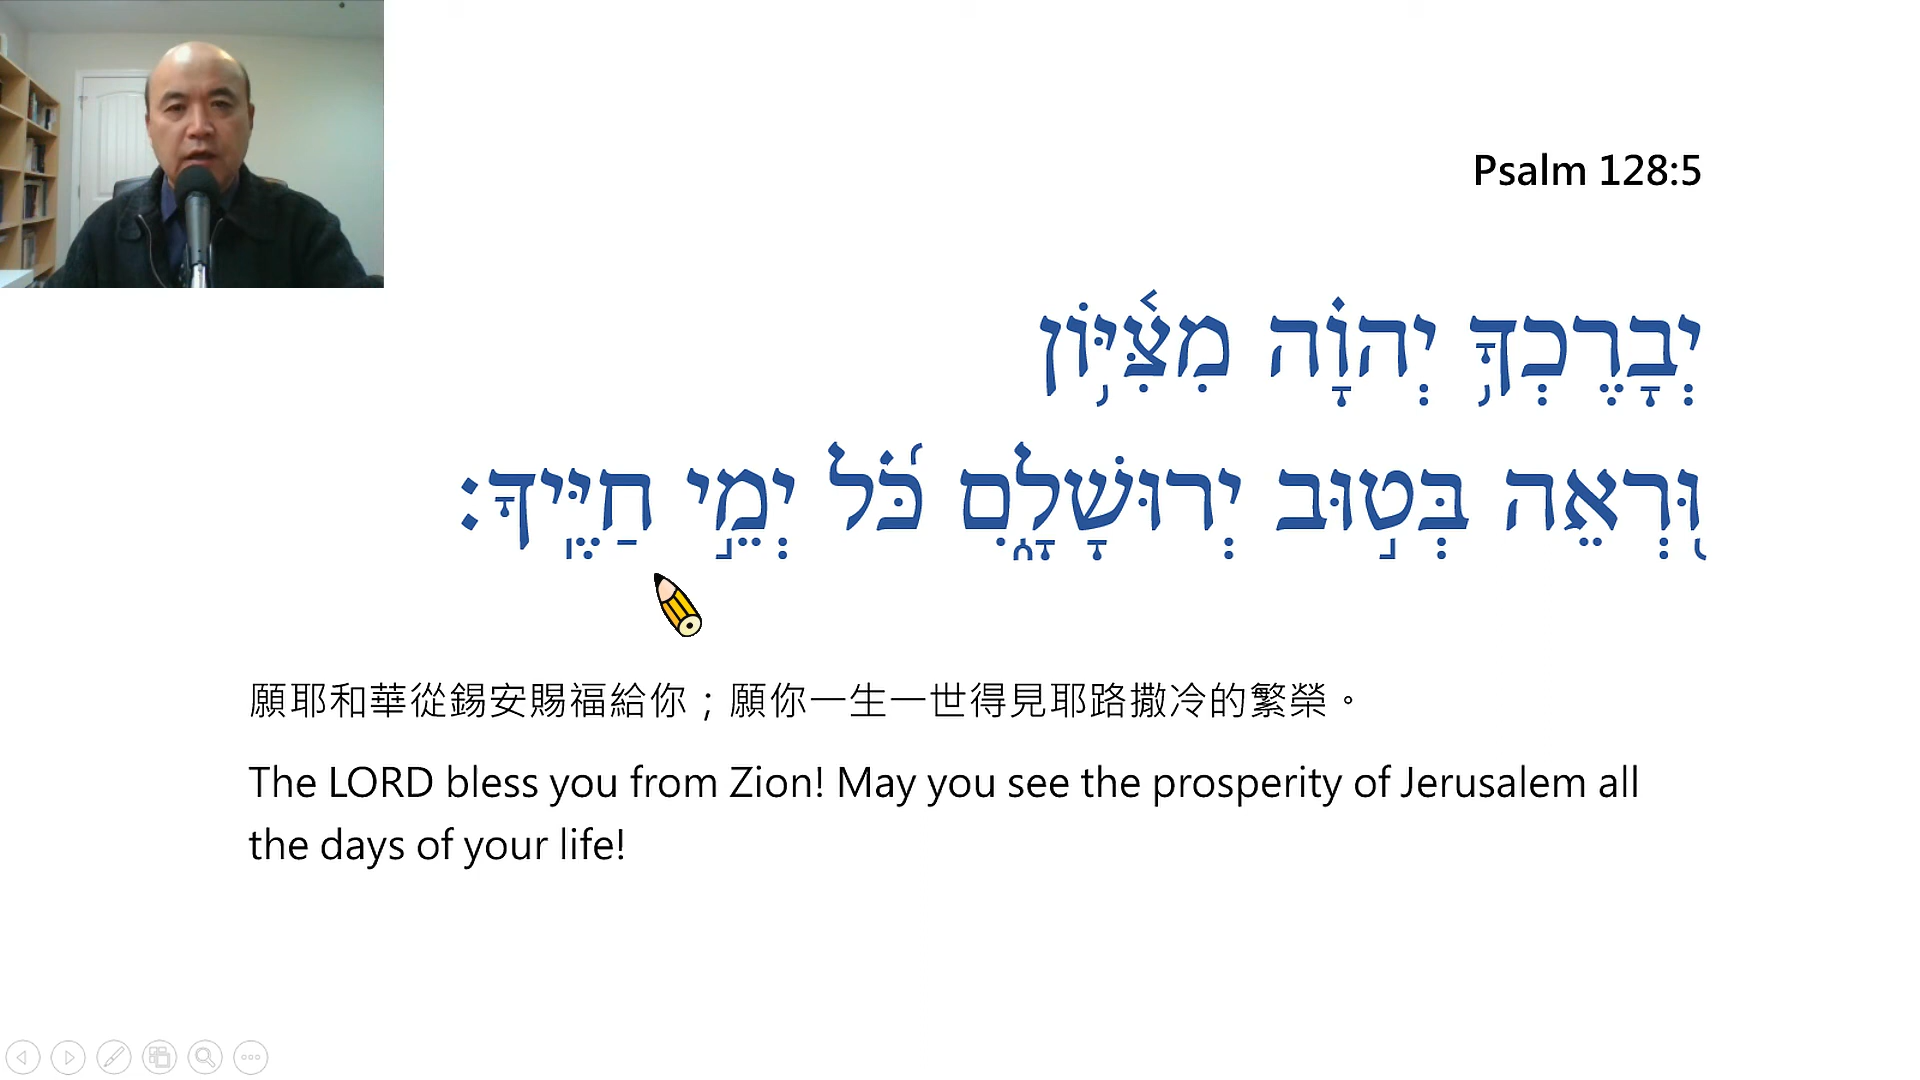 Psalm 128:5
יְבָרֶכְךָ֥ יְהוָ֗ה מִצִּ֫יּ֥וֹן
וּ֭רְאֵה בְּט֣וּב יְרוּשָׁלִָ֑ם כֹּ֝֗ל יְמֵ֣י חַיֶּֽיךָ׃
願耶和華從錫安賜福給你；願你一生一世得見耶路撒冷的繁榮。
The LORD bless you from Zion! May you see the prosperity of Jerusalem all
the days of your life!